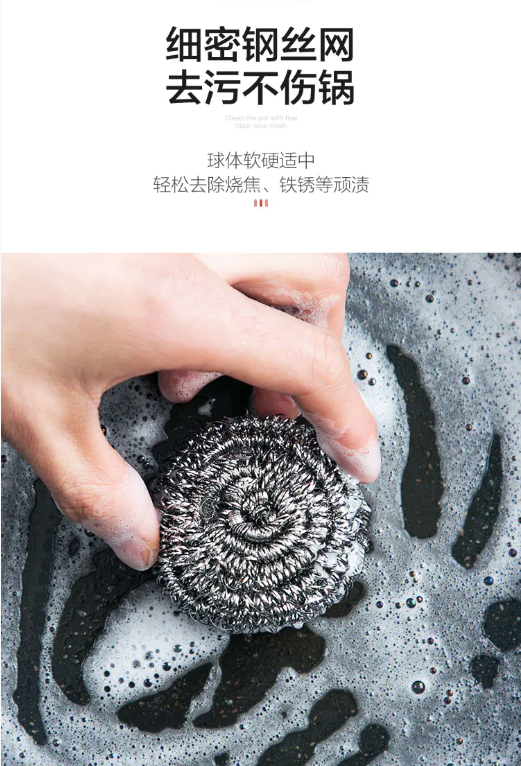 细密钢丝网
去污不伤锅
Clean the pot with fine
clear wire mesh
球体软硬适中
轻松去除烧焦、铁锈等顽渍